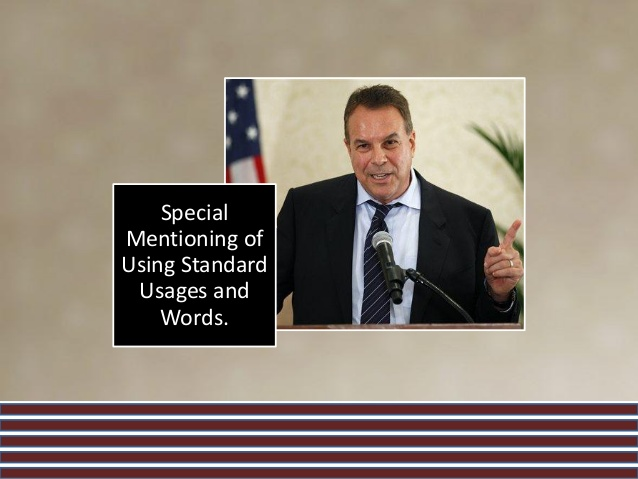 Special
Mentioning of
Using Standard
Usages and
Words.